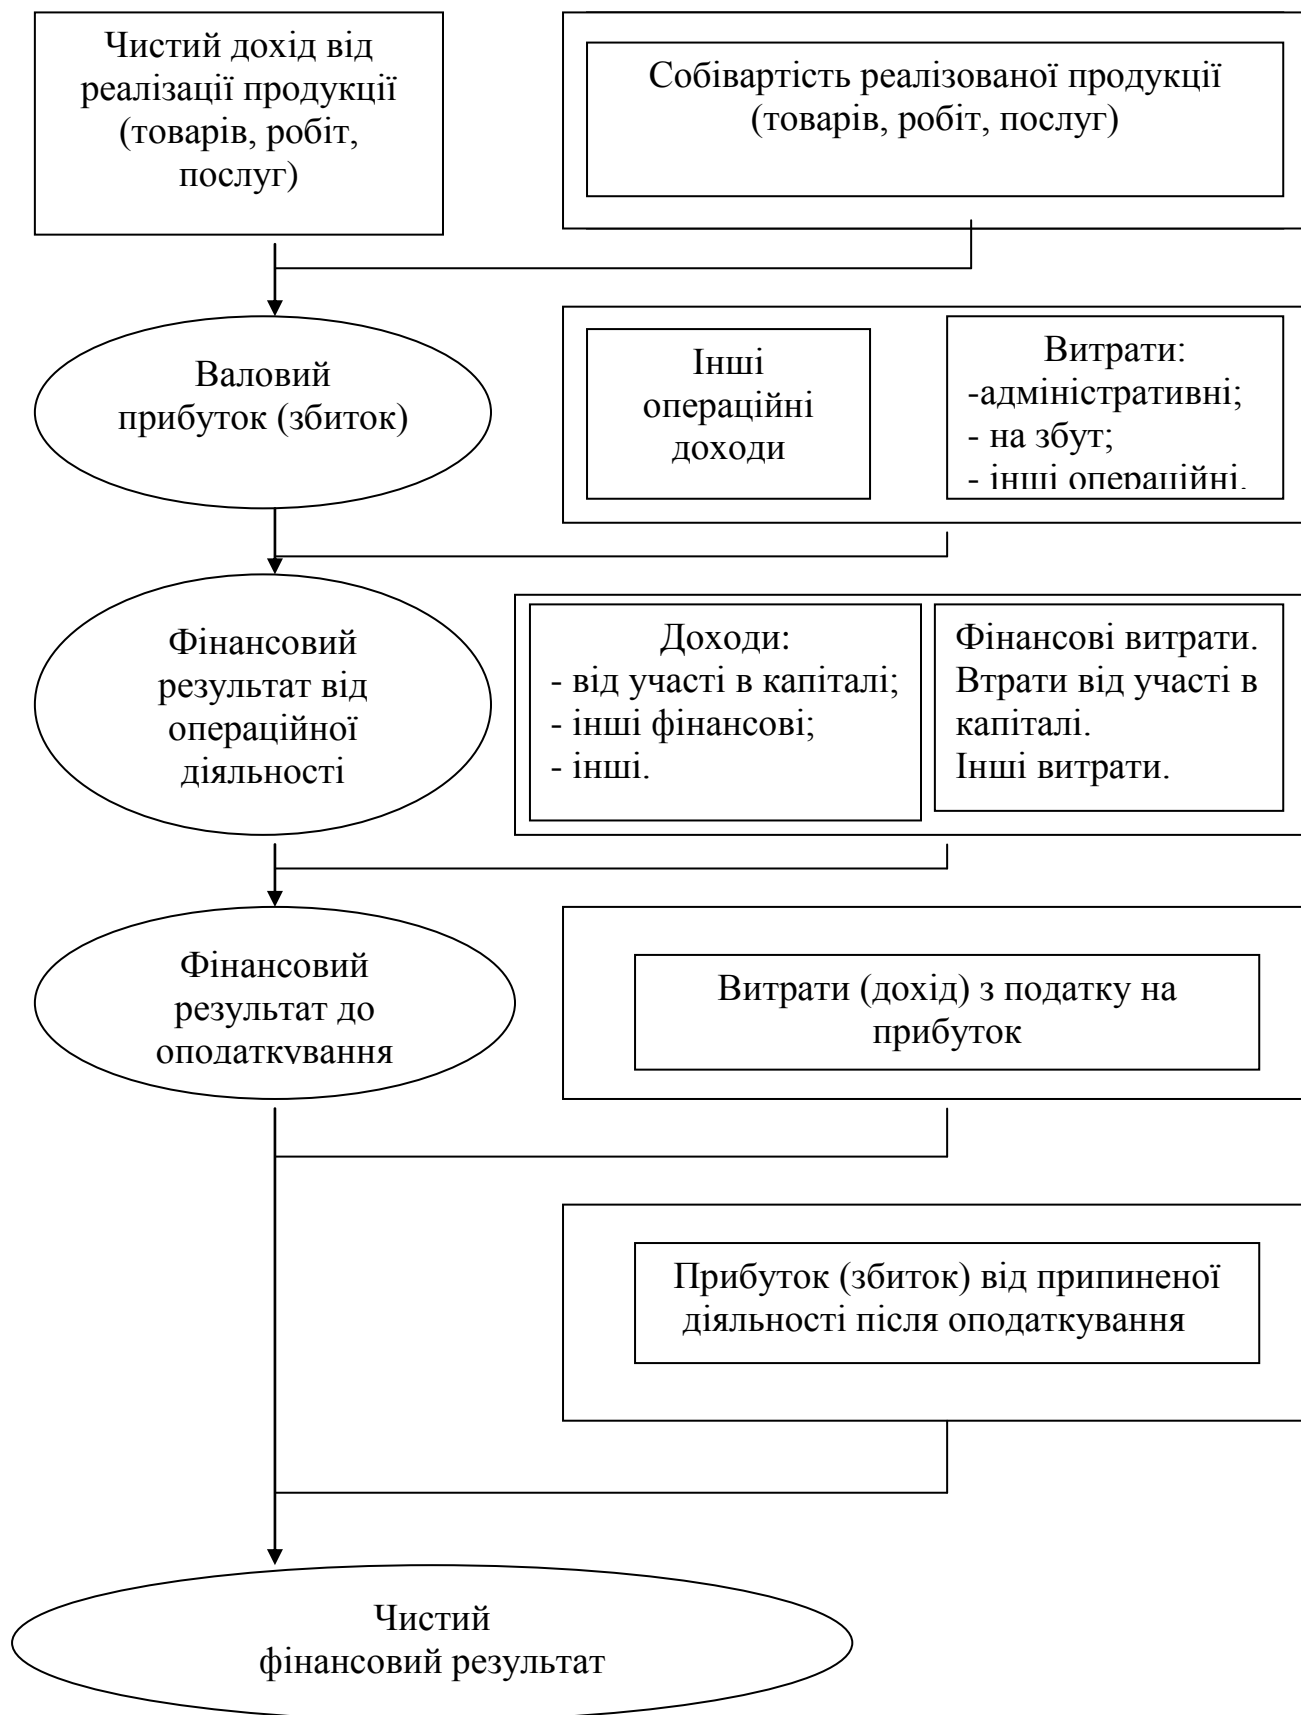 Чистий дохід від
реалізації продукції
(товарів, робіт,
послуг)
Собівартість реалізованої продукції
(товарів, робіт, послуг)
Валовий
прибуток (збиток)
Інші
операційні
доходи
Витрати:
-адміністративні;
- на збут;
- інші операційні.
Фінансовий
результат від
операційної
діяльності
Доходи:
- від участі в капіталі;
- інші фінансові;
- інші.
Фінансові витрати.
Втрати від участі в
капіталі.
Інші витрати.
Фінансовий
результат до
оподаткування
Витрати (дохід) з податку на
прибуток
Прибуток (збиток) від припиненої
діяльності після оподаткування
Чистий
фінансовий результат